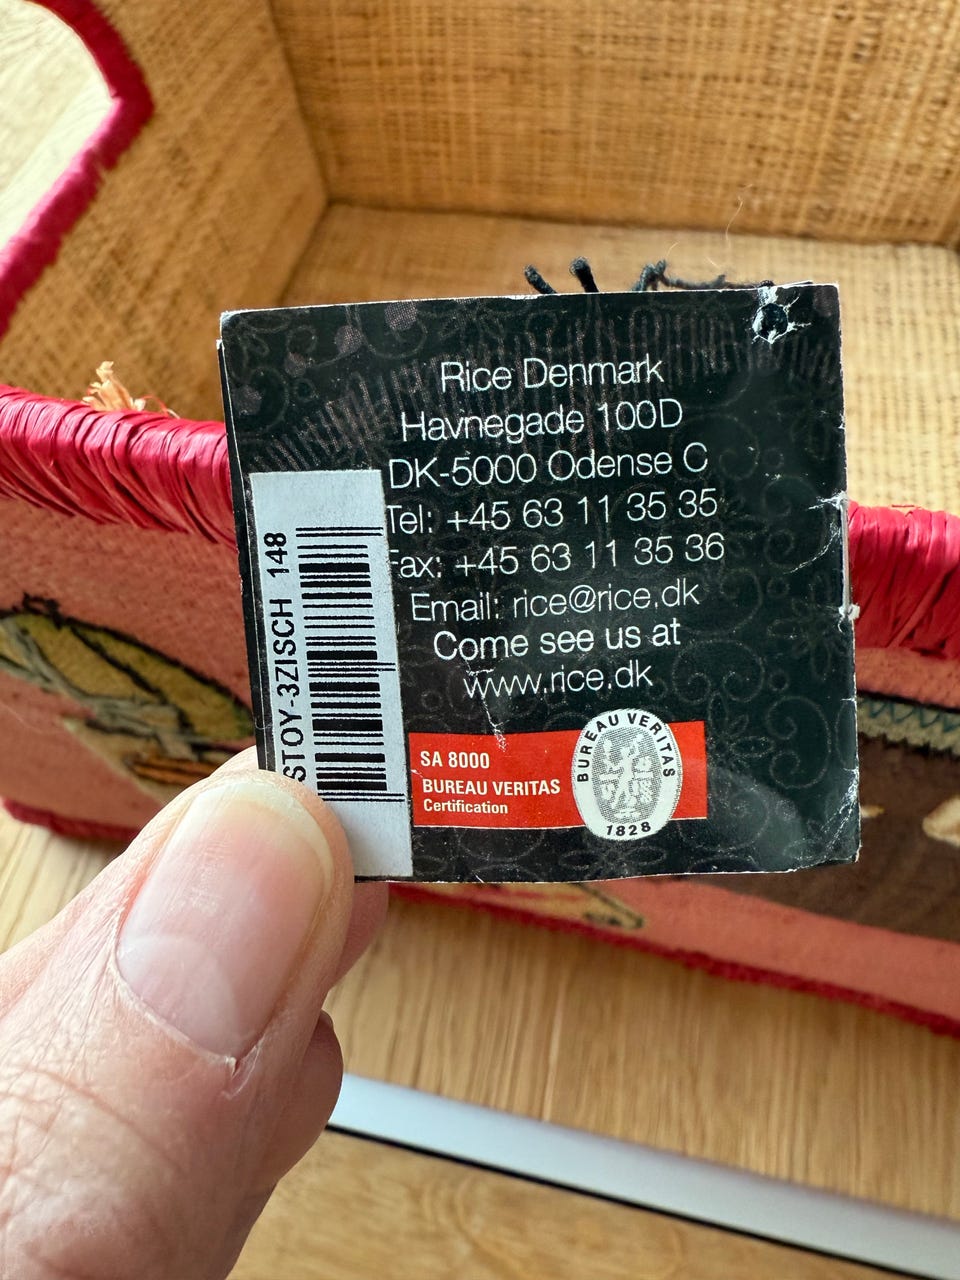 Rice Denmark
Havnegade 100D
DK-5000 Odense C
Tel: +45 63 11 35 35
Fax: +45 63 11 35 36
Email: rice@rice.dk
Come see us at
www.rice.dk
STOY-3ZISCH 148
SA 8000
BUREAU VERITAS
Certification
BUREAU VERITAS
1828